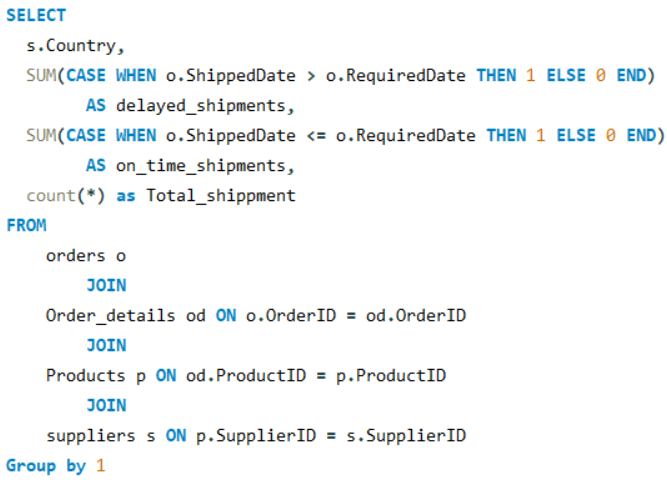 SELECT
s.Country,
SUM(CASE WHEN o.ShippedDate > o.RequiredDate THEN 1 ELSE 0 END)
AS delayed_shipments,
SUM(CASE WHEN o.ShippedDate <= o.RequiredDate THEN 1 ELSE 0 END)
AS on_time_shipments,
count(*) as Total_shippment
FROM
orders o
JOIN
Order_details od ON o.OrderID = od.OrderID
JOIN
Products p ON od.ProductID = p.ProductID
JOIN
suppliers s ON p.SupplierID = s.SupplierID
Group by 1